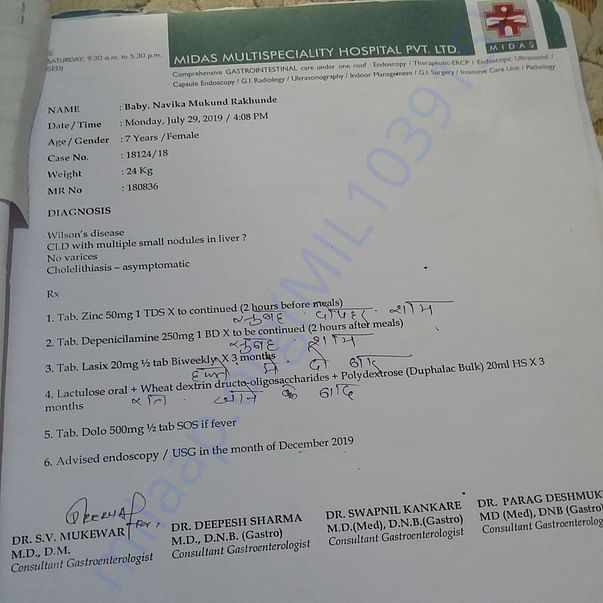 SATURDAY: 9:30 a.m. to 5.30 p.m.
MIDAS MULTISPECIALITY HOSPITAL PVT. LTD.
MIDAS
Comprehensive GASTROINTESTINAL care under one roof Endoscopy / Therapeutic-ERCP / Endoscopic Ultrasound /
Capsule Endoscopy / G.I. Radiology / Ultrasonography / Indoor Management / G.I. Surgery / Intensive Care Unit / Pathology
NAME : Baby. Navika Mukund Rakhunde
Date / Time : Monday, July 29, 2019 / 4:08 PM
Age / Gender : 7 Years /Female
Case No. : 18124/18
Weight : 24 Kg
MR No : 180836
DIAGNOSIS
Wilson's disease
CLD with multiple small nodules in liver ?
No varices
Cholelithiasis – asymptomatic
Rx
1. Tab. Zinc 50mg 1 TDS X to continued (2 hours before meals)
सुबह दोपहर शाम
2. Tab. Depenicilamine 250mg 1 BD X to be continued (2 hours after meals)
सुबह शाम
3. Tab. Lasix 20mg ½ tab Biweekly X 3 months
हफ्ते में दो बार
4. Lactulose oral + Wheat dextrin dructo-oligosaccharides + Polydextrose (Duphalac Bulk) 20ml HS X 3
months
रात्रि खाने के बाद
5. Tab. Dolo 500mg ½ tab SOS if fever
6. Advised endoscopy / USG in the month of December 2019
DR. S.V. MUKEWAR
M.D., D.M.
Consultant Gastroenterologist
DR. DEEPESH SHARMA
M.D., D.N.B. (Gastro)
Consultant Gastroenterologist
DR. SWAPNIL KANKARE
M.D.(Med), D.N.B.(Gastro)
Consultant Gastroenterologist
DR. PARAG DESHMUK
MD (Med), DNB (Gastro)
Consultant Gastroenterolog